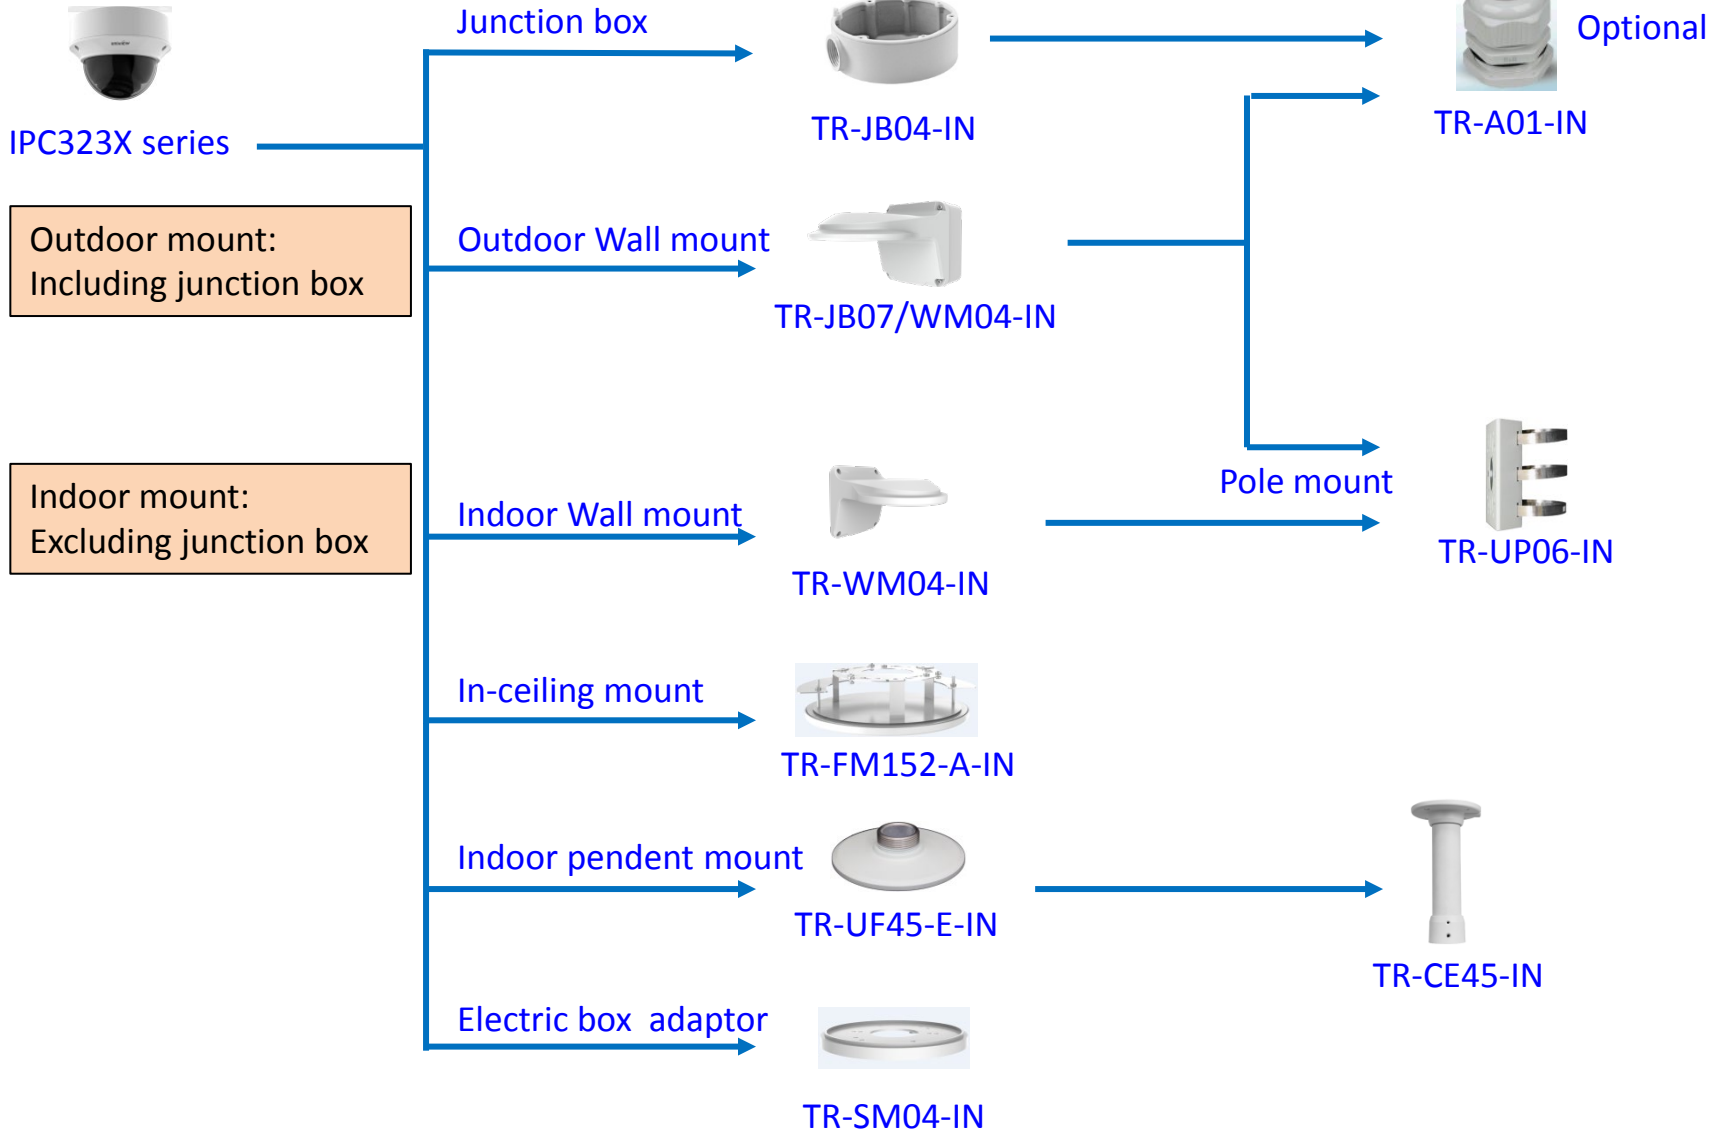 Junction box
Optional
TR-JB04-IN
TR-A01-IN
IPC323X series
Outdoor mount:
Including junction box
Outdoor Wall mount
TR-JB07/WM04-IN
Indoor mount:
Excluding junction box
Indoor Wall mount
Pole mount
TR-WM04-IN
TR-UP06-IN
In-ceiling mount
TR-FM152-A-IN
Indoor pendent mount
TR-UF45-E-IN
TR-CE45-IN
Electric box  adaptor
TR-SM04-IN